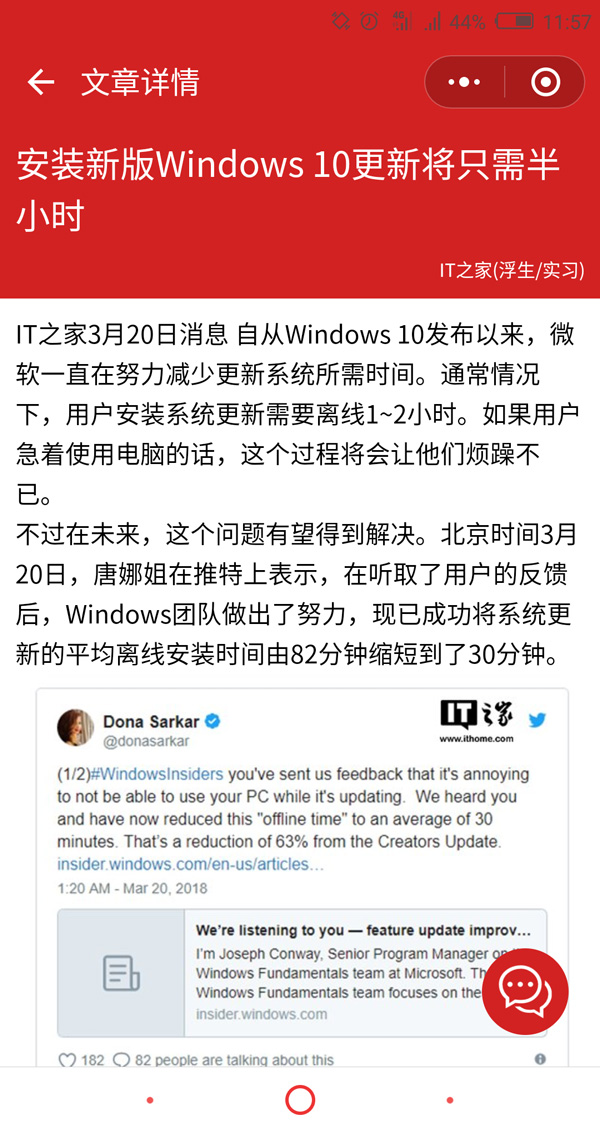 44% 11:57
文章详情
安装新版Windows 10更新将只需半
小时
IT之家(浮生/实习)
IT之家3月20日消息 自从Windows 10发布以来，微
软一直在努力减少更新系统所需时间。通常情况
下，用户安装系统更新需要离线1~2小时。如果用户
急着使用电脑的话，这个过程将会让他们烦躁不
已。
不过在未来，这个问题有望得到解决。北京时间3月
20日，唐娜姐在推特上表示，在听取了用户的反馈
后，Windows团队做出了努力，现已成功将系统更
新的平均离线安装时间由82分钟缩短到了30分钟。
Dona Sarkar
@donasarkar
IT之家
www.ithome.com
(1/2)#WindowsInsiders you've sent us feedback that it's annoying
to not be able to use your PC while it's updating. We heard you
and have now reduced this "offline time" to an average of 30
minutes. That's a reduction of 63% from the Creators Update.
insider.windows.com/en-us/articles…
1:20 AM - Mar 20, 2018
We're listening to you — feature update improv...
I'm Joseph Conway, Senior Program Manager on
Windows Fundamentals team at Microsoft.
Windows Fundamentals team focuses on the
insider.windows.com
182 82 people are talking about this